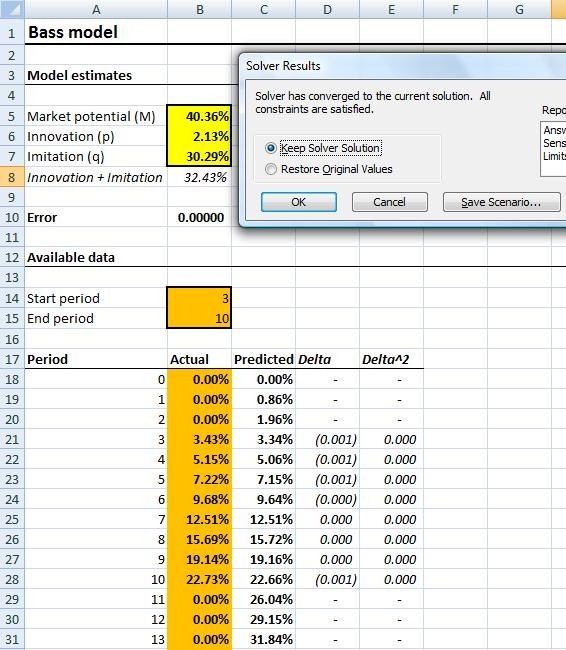 A B C D E F G
1 Bass model
2
3 Model estimates
4
5 Market potential (M) 40.36%
6 Innovation (p) 2.13%
7 Imitation (q) 30.29%
8 Innovation + Imitation 32.43%
9
10 Error 0.00000
11
12 Available data
13
14 Start period 3
15 End period 10
16
17 Period Actual Predicted Delta Delta^2
18 0 0.00% 0.00% - -
19 1 0.00% 0.86% - -
20 2 0.00% 1.96% - -
21 3 3.43% 3.34% (0.001) 0.000
22 4 5.15% 5.06% (0.001) 0.000
23 5 7.22% 7.15% (0.001) 0.000
24 6 9.68% 9.64% (0.000) 0.000
25 7 12.51% 12.51% 0.000 0.000
26 8 15.69% 15.72% 0.000 0.000
27 9 19.14% 19.16% 0.000 0.000
28 10 22.73% 22.66% (0.001) 0.000
29 11 0.00% 26.04% - -
30 12 0.00% 29.15% - -
31 13 0.00% 31.84% - -
Solver Results
Solver has converged to the current solution. All
constraints are satisfied.
Repo
Answ
Sens
Limits
Keep Solver Solution
Restore Original Values
OK Cancel Save Scenario...